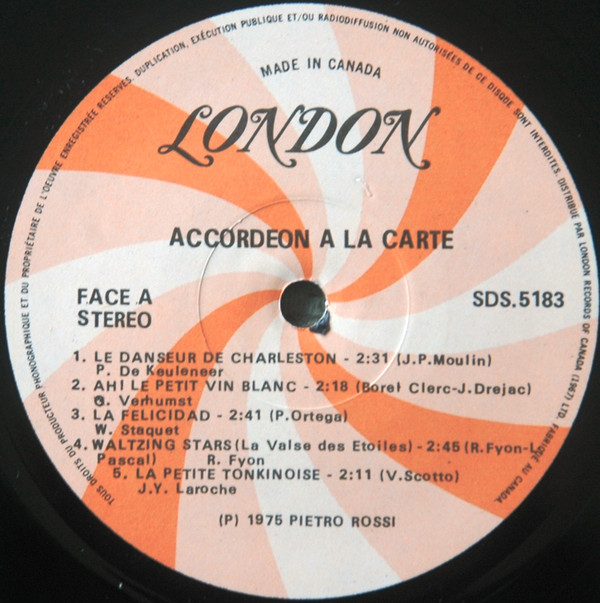 TOUS DROITS DU PRODUCTEUR PHONOGRAPHIQUE ET DU PROPRIÉTAIRE DE L'OEUVRE ENREGISTRÉE RESERVES. DUPLICATION, EXÉCUTION PUBLIQUE ET/OU RADIODIFFUSION NON AUTORISÉES DE CE DISQUE SONT INTERDITES. DISTRIBUE PAR LONDON RECORDS OF CANADA (1967) LTD. FABRIQUÉ AU CANADA.
MADE IN CANADA
LONDON
ACCORDEON A LA CARTE
FACE A
STEREO
SDS.5183
1. LE DANSEUR DE CHARLESTON - 2:31 (J.P.Moulin)
P. De Keuleneer
2. AH! LE PETIT VIN BLANC - 2:18 (Borel Clerc-J.Drejac)
G. Verhumst
3. LA FELICIDAD - 2:41 (P.Ortega)
W. Staquet
4. WALTZING STARS (La Valse des Etoiles) - 2:45 (R.Fyon-L.
Pascal) R. Fyon
5. LA PETITE TONKINOISE - 2:11 (V.Scotto)
J.Y. Laroche
(P) 1975 PIETRO ROSSI